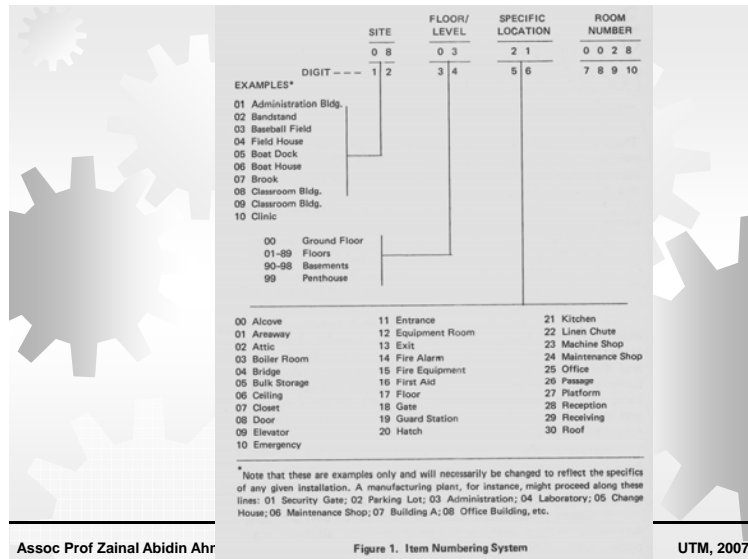 SITE FLOOR/ LEVEL SPECIFIC LOCATION ROOM NUMBER
0 8 0 3 2 1 0 0 2 8
DIGIT – – – 1 2 3 4 5 6 7 8 9 10
EXAMPLES*
01 Administration Bldg.
02 Bandstand
03 Baseball Field
04 Field House
05 Boat Dock
06 Boat House
07 Brook
08 Classroom Bldg.
09 Classroom Bldg.
10 Clinic
00 Ground Floor
01-89 Floors
90-98 Basements
99 Penthouse
00 Alcove
01 Areaway
02 Attic
03 Boiler Room
04 Bridge
05 Bulk Storage
06 Ceiling
07 Closet
08 Door
09 Elevator
10 Emergency
11 Entrance
12 Equipment Room
13 Exit
14 Fire Alarm
15 Fire Equipment
16 First Aid
17 Floor
18 Gate
19 Guard Station
20 Hatch
21 Kitchen
22 Linen Chute
23 Machine Shop
24 Maintenance Shop
25 Office
26 Passage
27 Platform
28 Reception
29 Receiving
30 Roof
*Note that these are examples only and will necessarily be changed to reflect the specifics
of any given installation. A manufacturing plant, for instance, might proceed along these
lines: 01 Security Gate; 02 Parking Lot; 03 Administration; 04 Laboratory; 05 Change
House; 06 Maintenance Shop; 07 Building A; 08 Office Building, etc.
Figure 1. Item Numbering System
Assoc Prof Zainal Abidin
UTM, 2007